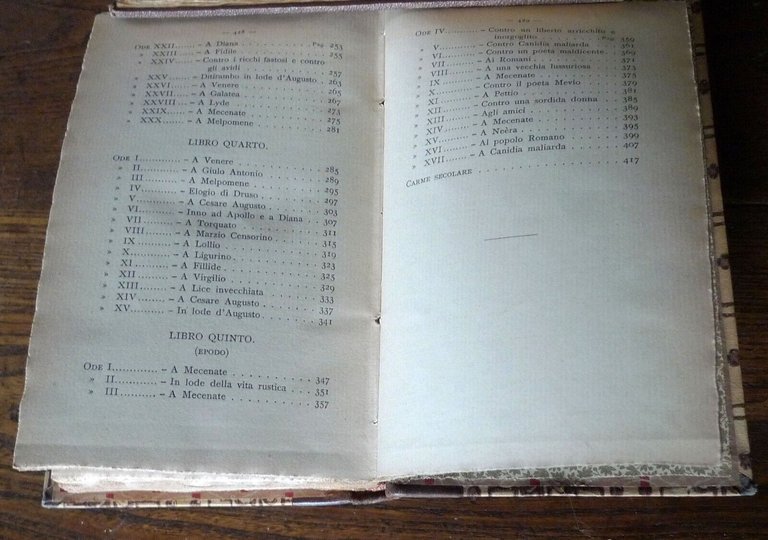 — 428 —
ODE XXII....... — A Diana . . . . . . Pag. 253
» XXIII...... — A Fidile . . . . . . 255
» XXIV....... — Contro i ricchi fastosi e contro
gli avidi . . . . . . 257
» XXV........ — Ditirambo in lode d'Augusto . 263
» XXVI....... — A Venere . . . . . . 265
» XXVII...... — A Galatea . . . . . . 267
» XXVIII..... — A Lyde . . . . . . 273
» XXIX....... — A Mecenate . . . . . . 275
» XXX........ — A Melpomene . . . . . . 281
LIBRO QUARTO.
ODE I.......... — A Venere . . . . . . 285
» II......... — A Giulo Antonio . . . . . . 289
» III........ — A Melpomene . . . . . . 295
» IV......... — Elogio di Druso . . . . . . 297
» V.......... — A Cesare Augusto . . . . . . 303
» VI......... — Inno ad Apollo e a Diana . . 307
» VII........ — A Torquato . . . . . . 311
» VIII....... — A Marzio Censorino . . . . . . 315
» IX......... — A Lollio . . . . . . 319
» X.......... — A Ligurino . . . . . . 323
» XI......... — A Fillide . . . . . . 325
» XII........ — A Virgilio . . . . . . 329
» XIII....... — A Lice invecchiata . . . . . . 333
» XIV........ — A Cesare Augusto . . . . . . 337
» XV......... — In lode d'Augusto . . . . . . 341
LIBRO QUINTO.
(EPODO)
ODE I.......... — A Mecenate . . . . . . 347
» II......... — In lode della vita rustica . . . 351
» III........ — A Mecenate . . . . . . 357
ODE IV......... — Contro un liberto arricchito e
inorgoglito . . . . . . Pag. 359
» V.......... — Contro Canidia maliarda . . . 361
» VI......... — Contro un poeta maldicente . . 369
» VII........ — Ai Romani . . . . . . 371
» VIII....... — A una vecchia lussuriosa . . . 373
» IX......... — A Mecenate . . . . . . 375
» X.......... — Contro il poeta Mevio . . . . 379
» XI......... — A Pettio . . . . . . 381
» XII........ — Contro una sordida donna . . . 385
» XIII....... — Agli amici . . . . . . 389
» XIV........ — A Mecenate . . . . . . 393
» XV......... — A Neèra . . . . . . 395
» XVI........ — Al popolo Romano . . . . . . 399
» XVII....... — A Canidia maliarda . . . . . . 407
CARME SECOLARE . . . . . . 417